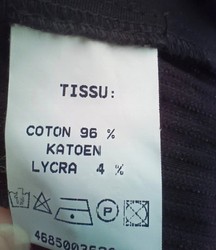 TISSU:
COTON 96 %
KATOEN
LYCRA 4 %
P